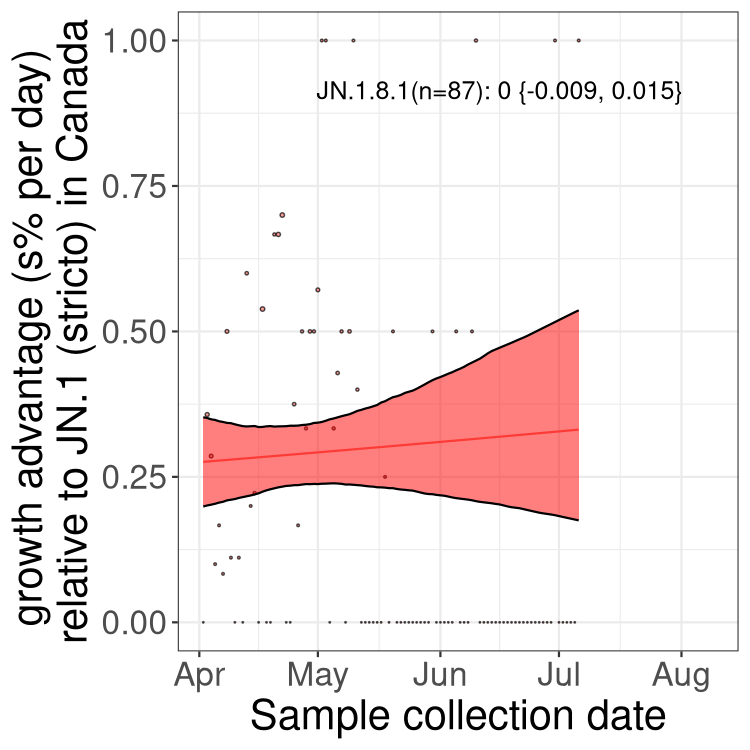 growth advantage (s% per day)
relative to JN.1 (stricto) in Canada
1.00
0.75
0.50
0.25
0.00
JN.1.8.1(n=87): 0 {-0.009, 0.015}
Apr May Jun Jul Aug
Sample collection date